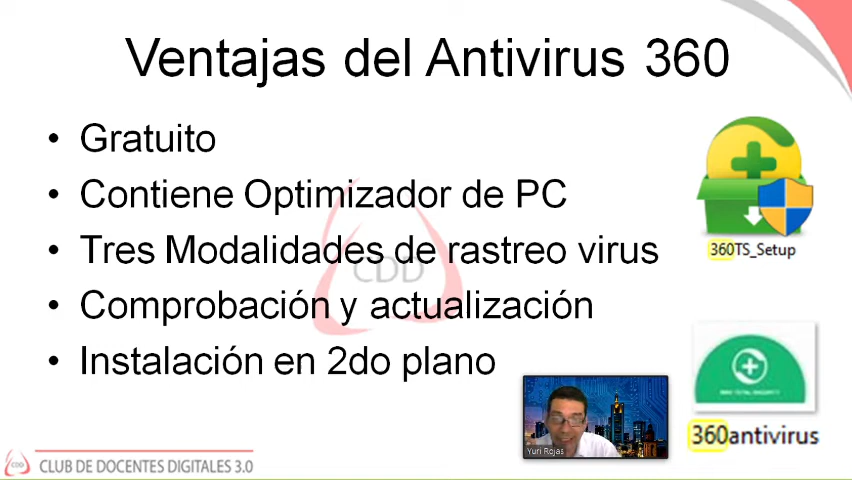 Ventajas del Antivirus 360
• Gratuito
• Contiene Optimizador de PC
• Tres Modalidades de rastreo virus
• Comprobación y actualización
• Instalación en 2do plano
CDD
360TS_Setup
360antivirus
Yuri Rojas
CDD
CLUB DE DOCENTES DIGITALES 3.0